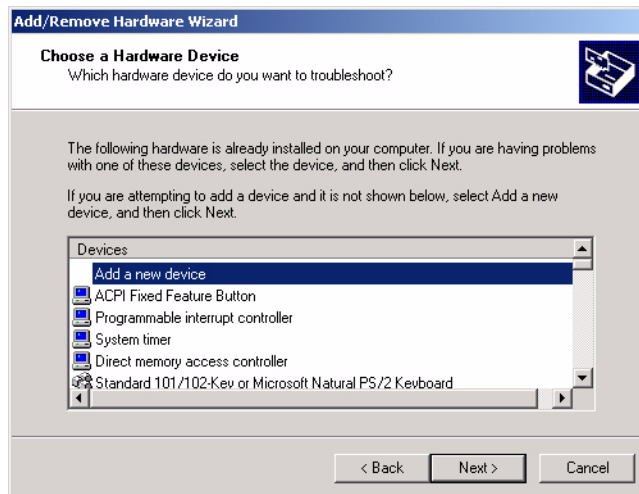 Add/Remove Hardware Wizard
Choose a Hardware Device
Which hardware device do you want to troubleshoot?
The following hardware is already installed on your computer. If you are having problems
with one of these devices, select the device, and then click Next.
If you are attempting to add a device and it is not shown below, select Add a new
device, and then click Next.
Devices
Add a new device
ACPI Fixed Feature Button
Programmable interrupt controller
System timer
Direct memory access controller
Standard 101/102-Key or Microsoft Natural PS/2 Keyboard
< Back
Next >
Cancel